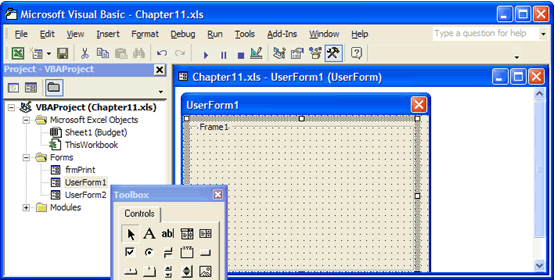 Microsoft Visual Basic - Chapter11.xls
File Edit View Insert Format Debug Run Tools Add-Ins Window Help Type a question for help
Project - VBAProject
VBAProject (Chapter11.xls)
Microsoft Excel Objects
Sheet1 (Budget)
ThisWorkbook
Forms
frmPrint
UserForm1
UserForm2
Modules
Chapter11.xls - UserForm1 (UserForm)
UserForm1
Frame1
Toolbox
Controls
A ab|